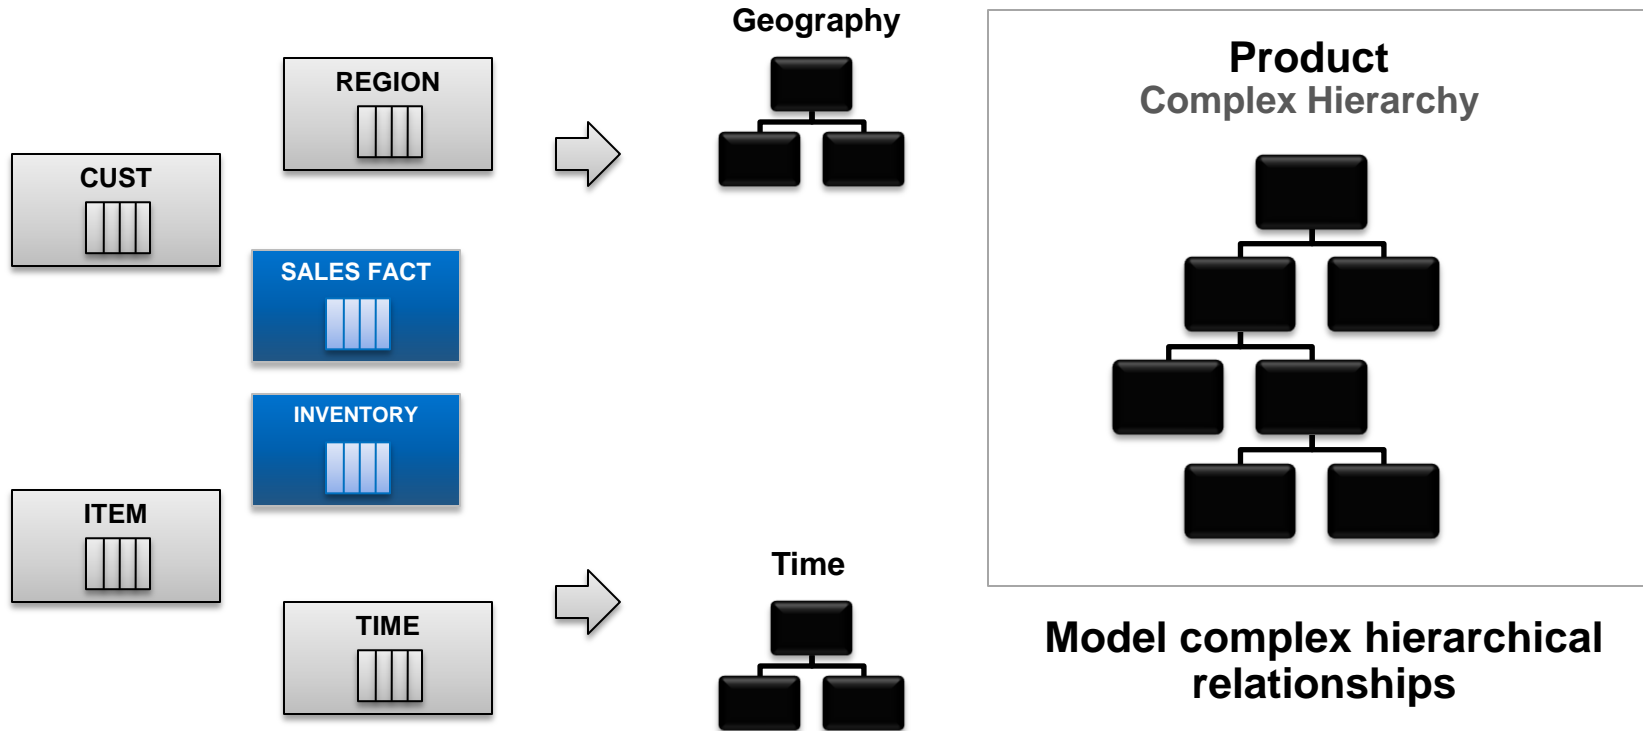 Geography
REGION
CUST
SALES FACT
INVENTORY
ITEM
TIME
Time
Product
Complex Hierarchy
Model complex hierarchical
relationships